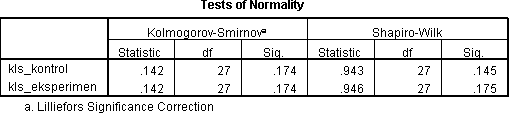 Tests of Normality
Kolmogorov-Smirnovª Shapiro-Wilk
Statistic df Sig. Statistic df Sig.
kls_kontrol .142 27 .174 .943 27 .145
kls_eksperimen .142 27 .174 .946 27 .175
a. Lilliefors Significance Correction